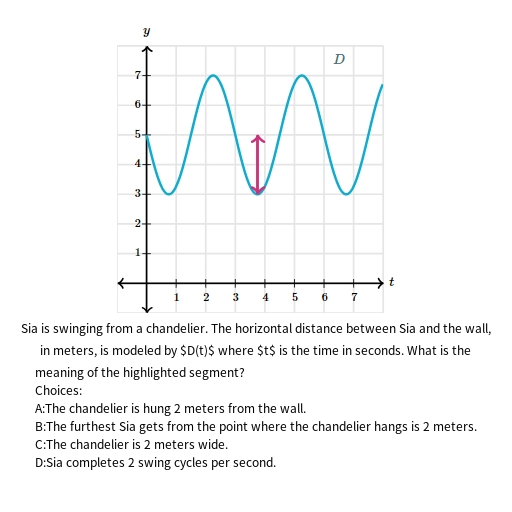 y
D
7
6
5
4
3
2
1
1 2 3 4 5 6 7 t
Sia is swinging from a chandelier. The horizontal distance between Sia and the wall,
in meters, is modeled by $D(t)$ where $t$ is the time in seconds. What is the
meaning of the highlighted segment?
Choices:
A:The chandelier is hung 2 meters from the wall.
B:The furthest Sia gets from the point where the chandelier hangs is 2 meters.
C:The chandelier is 2 meters wide.
D:Sia completes 2 swing cycles per second.